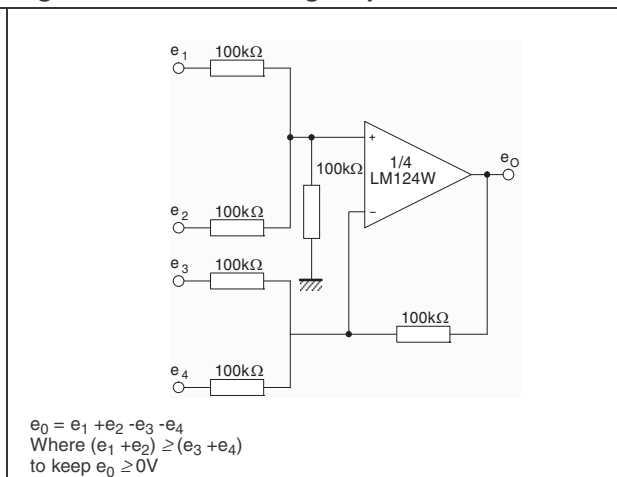 e1
100kΩ
+
100kΩ
1/4
LM124W
eO
e2
100kΩ
−
e3
100kΩ
100kΩ
e4
100kΩ
e0 = e1 +e2 -e3 -e4
Where (e1 +e2) ≥ (e3 +e4)
to keep e0 ≥ 0V